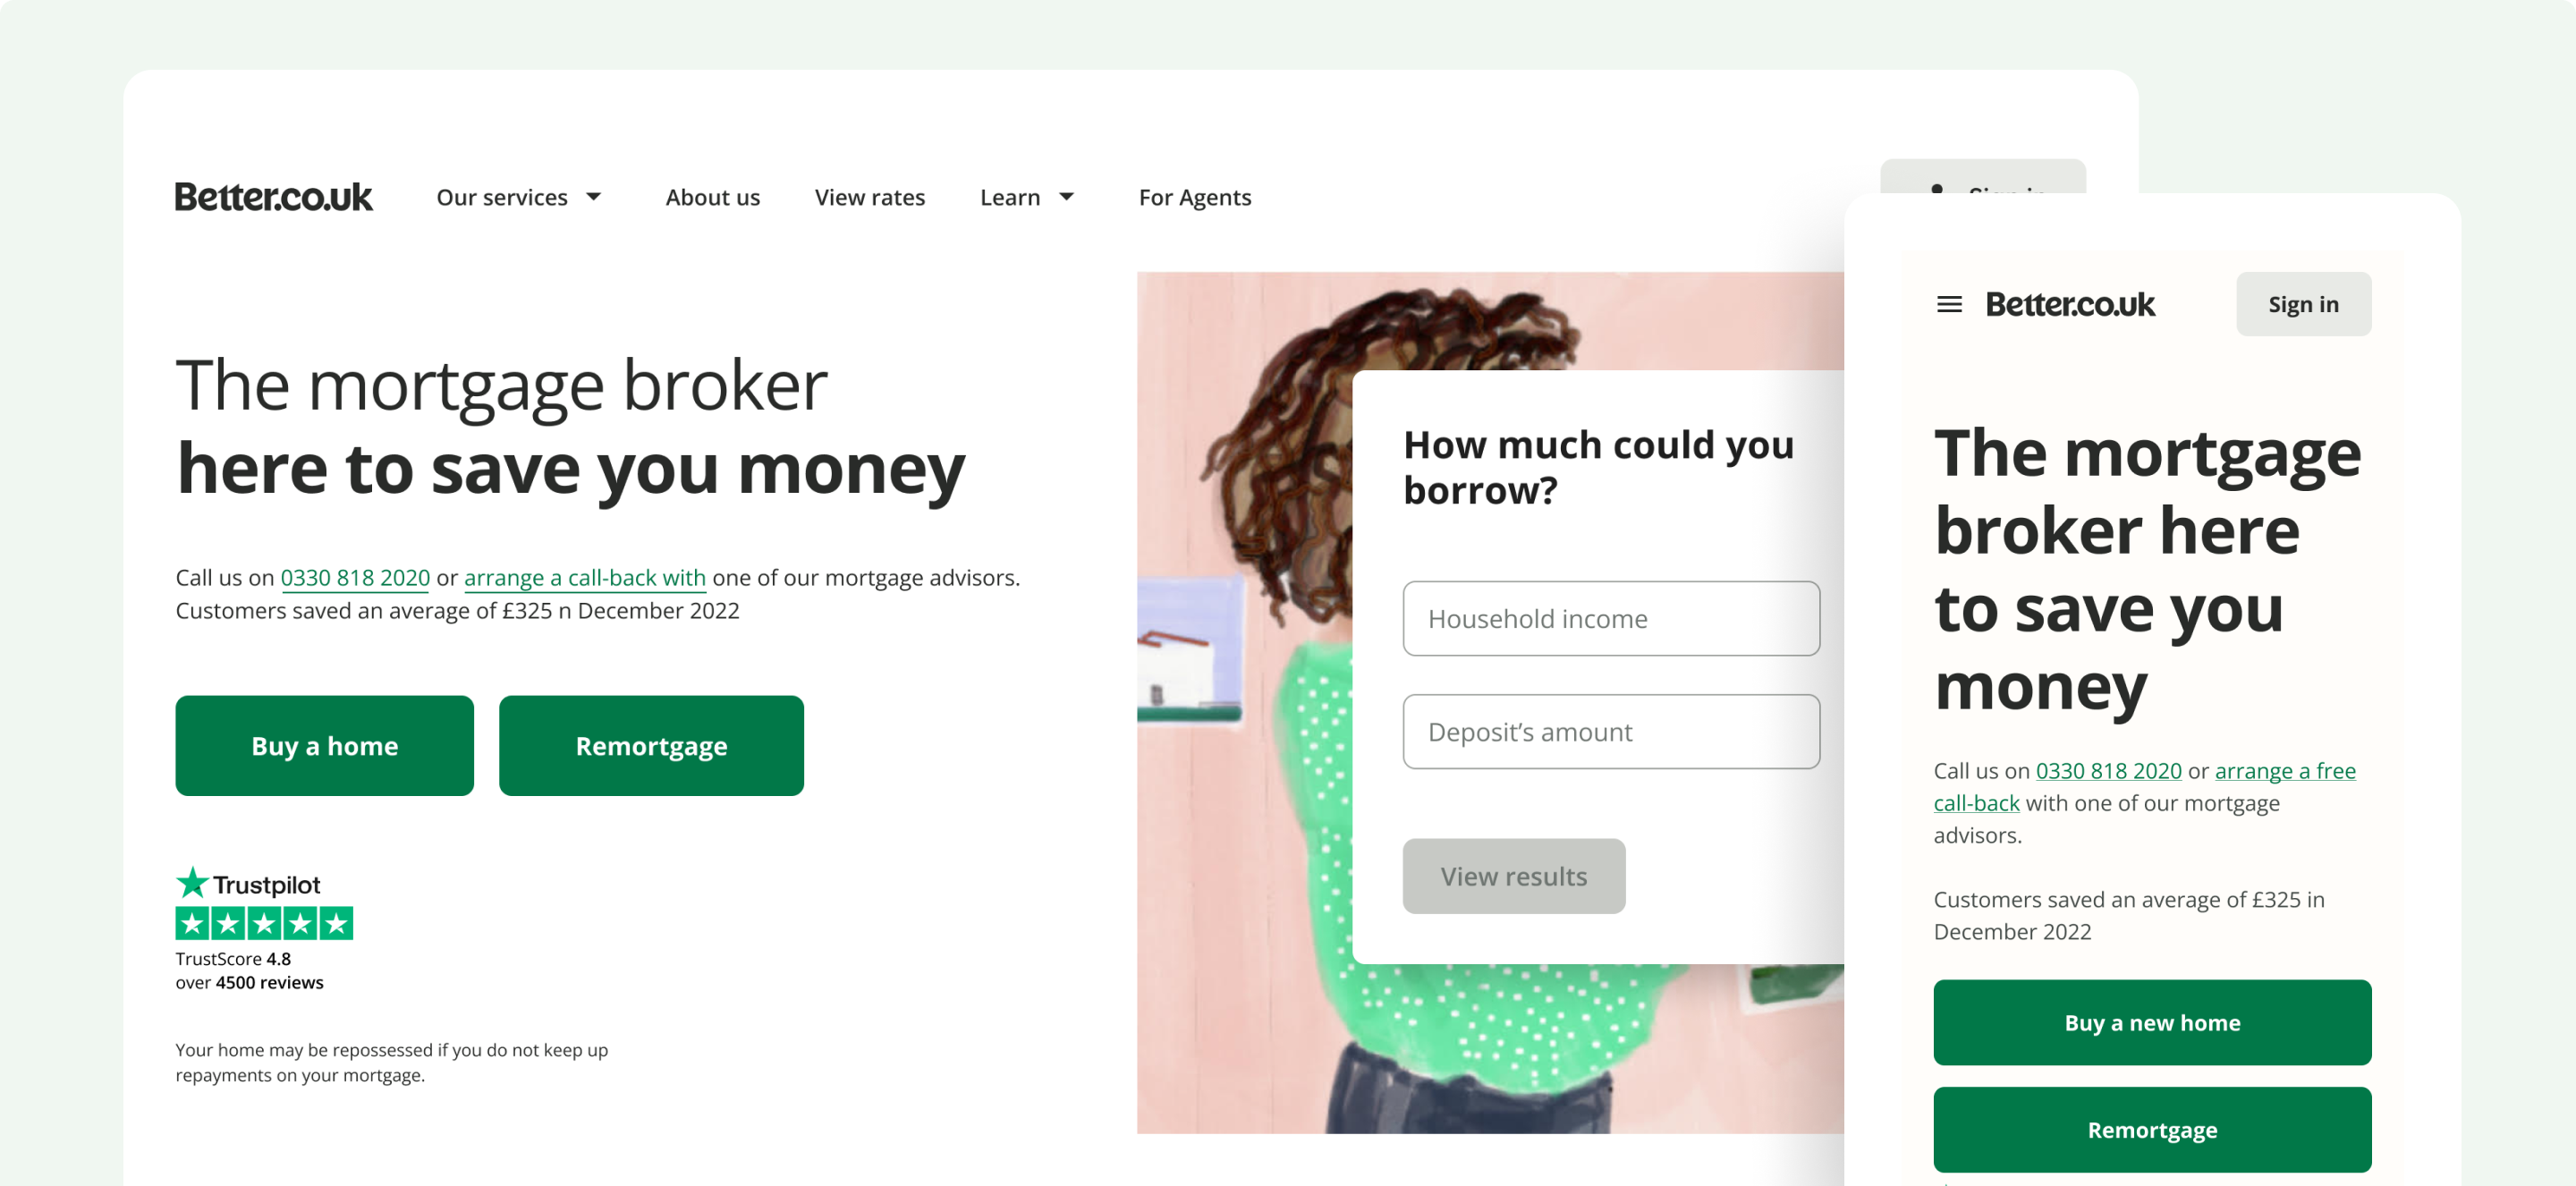 Better.co.uk
Our services
About us
View rates
Learn
For Agents
Sign in
The mortgage broker
here to save you money
Call us on 0330 818 2020 or arrange a call-back with one of our mortgage advisors.
Customers saved an average of £325 n December 2022
Buy a home
Remortgage
Trustpilot
TrustScore 4.8
over 4500 reviews
Your home may be repossessed if you do not keep up
repayments on your mortgage.
How much could you
borrow?
Household income
Deposit’s amount
View results
Better.co.uk
Sign in
The mortgage
broker here
to save you
money
Call us on 0330 818 2020 or arrange a free
call-back with one of our mortgage
advisors.
Customers saved an average of £325 in
December 2022
Buy a new home
Remortgage